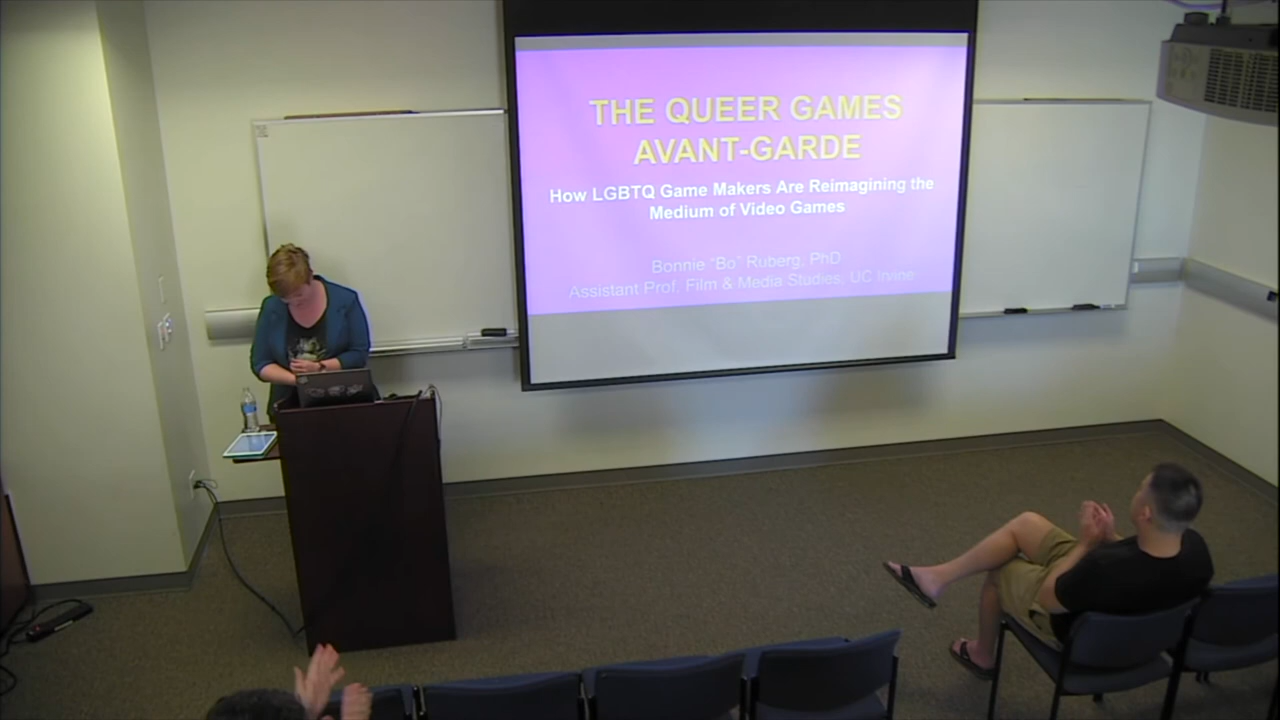 THE QUEER GAMES
AVANT-GARDE
How LGBTQ Game Makers Are Reimagining the
Medium of Video Games
Bonnie "Bo" Ruberg, PhD
Assistant Prof. Film & Media Studies, UC Irvine